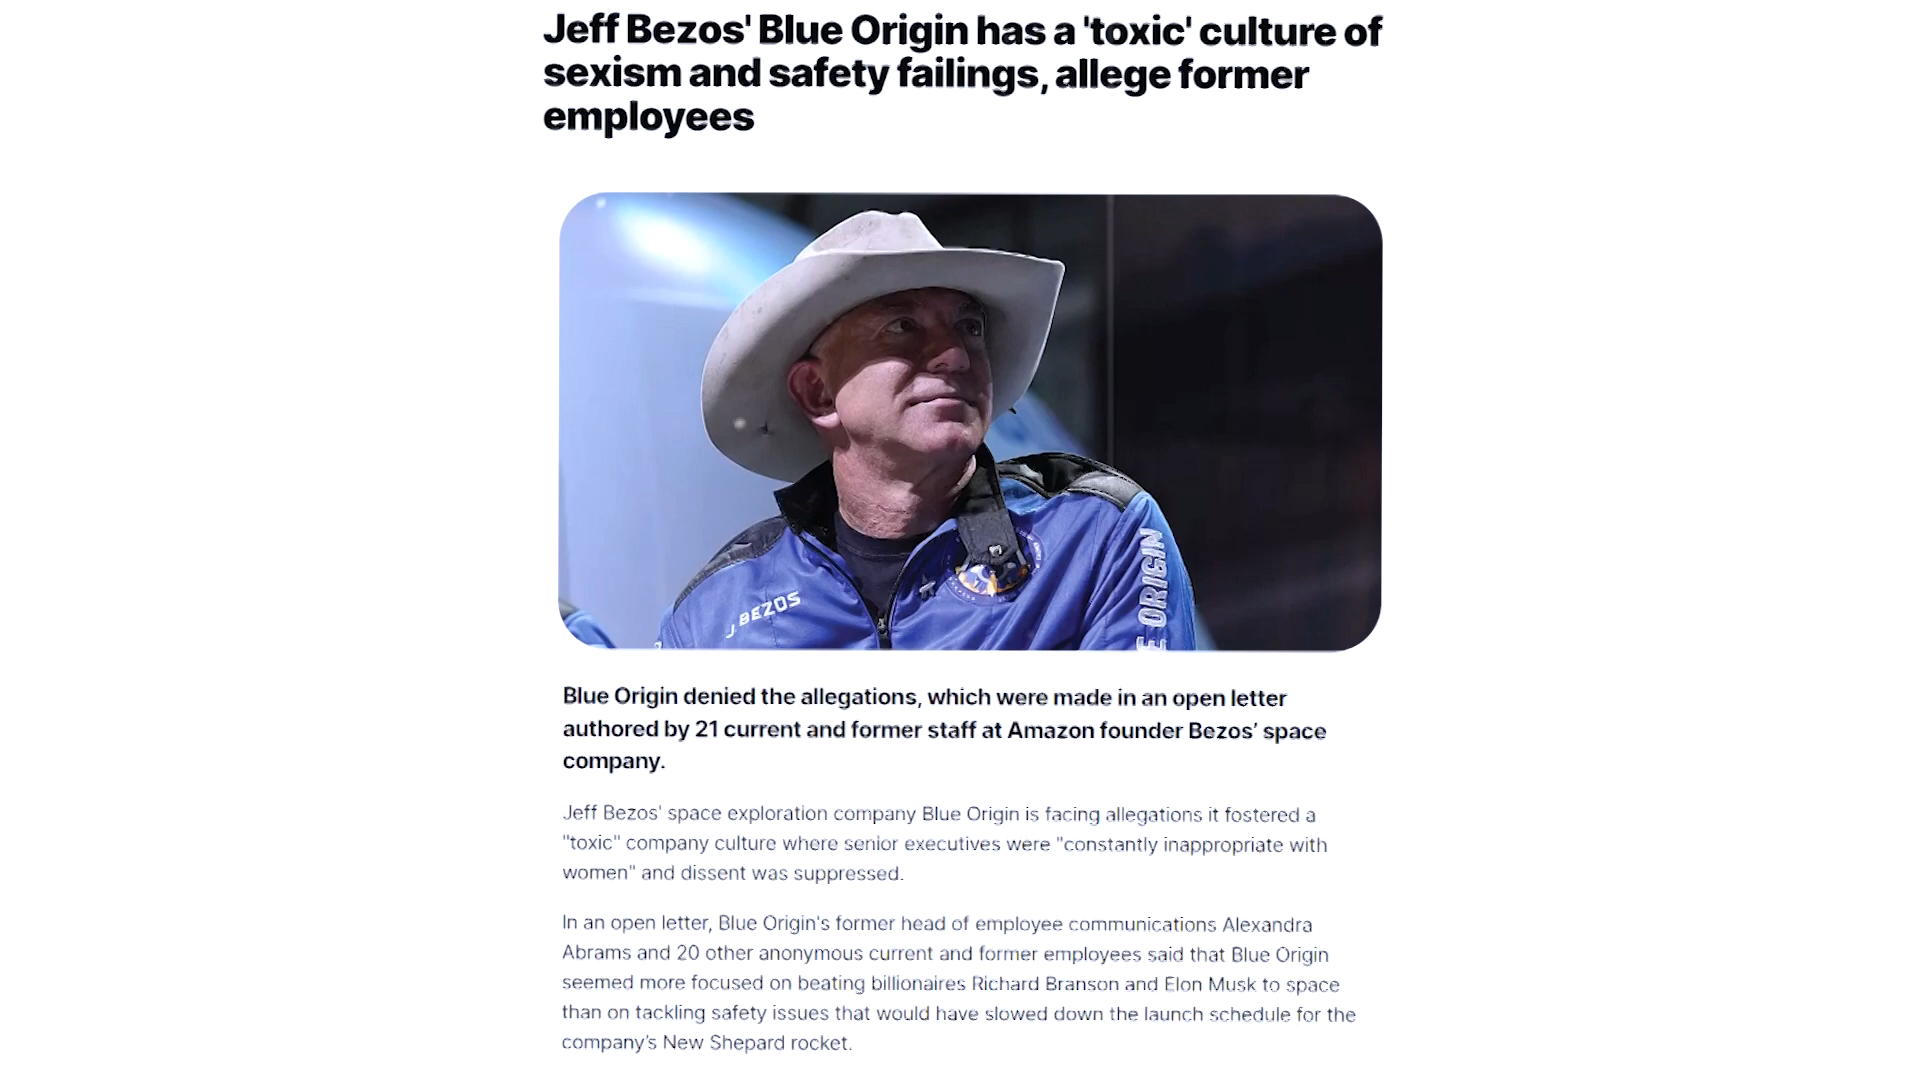 Jeff Bezos' Blue Origin has a 'toxic' culture of
sexism and safety failings, allege former
employees
J. BEZOS
E ORIGIN
Blue Origin denied the allegations, which were made in an open letter
authored by 21 current and former staff at Amazon founder Bezos’ space
company.
Jeff Bezos' space exploration company Blue Origin is facing allegations it fostered a
"toxic" company culture where senior executives were "constantly inappropriate with
women" and dissent was suppressed.
In an open letter, Blue Origin's former head of employee communications Alexandra
Abrams and 20 other anonymous current and former employees said that Blue Origin
seemed more focused on beating billionaires Richard Branson and Elon Musk to space
than on tackling safety issues that would have slowed down the launch schedule for the
company’s New Shepard rocket.